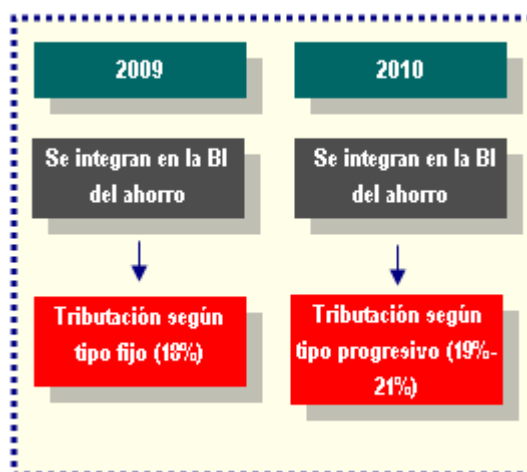 2009
Se integran en la BI
del ahorro
Tributación según
tipo fijo (18%)
2010
Se integran en la BI
del ahorro
Tributación según
tipo progresivo (19%-
21%)